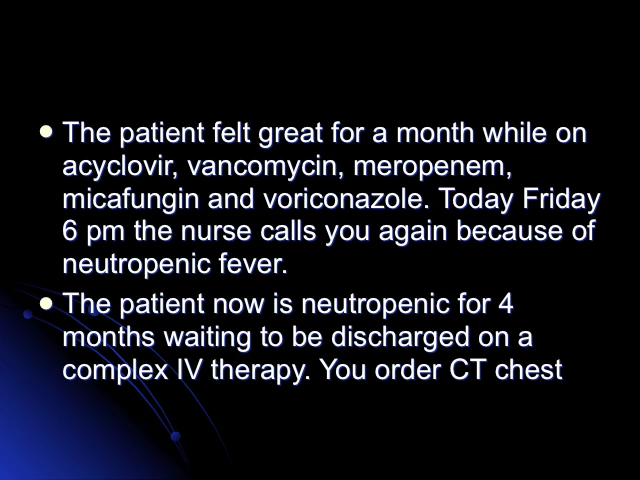 The patient felt great for a month while on
acyclovir, vancomycin, meropenem,
micafungin and voriconazole. Today Friday
6 pm the nurse calls you again because of
neutropenic fever.
The patient now is neutropenic for 4
months waiting to be discharged on a
complex IV therapy. You order CT chest